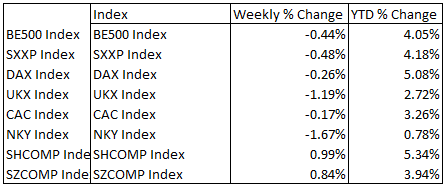 Index Weekly % Change YTD % Change
BE500 Index BE500 Index -0.44% 4.05%
SXXP Index SXXP Index -0.48% 4.18%
DAX Index DAX Index -0.26% 5.08%
UKX Index UKX Index -1.19% 2.72%
CAC Index CAC Index -0.17% 3.26%
NKY Index NKY Index -1.67% 0.78%
SHCOMP Inde SHCOMP Index 0.99% 5.34%
SZCOMP Inde SZCOMP Index 0.84% 3.94%